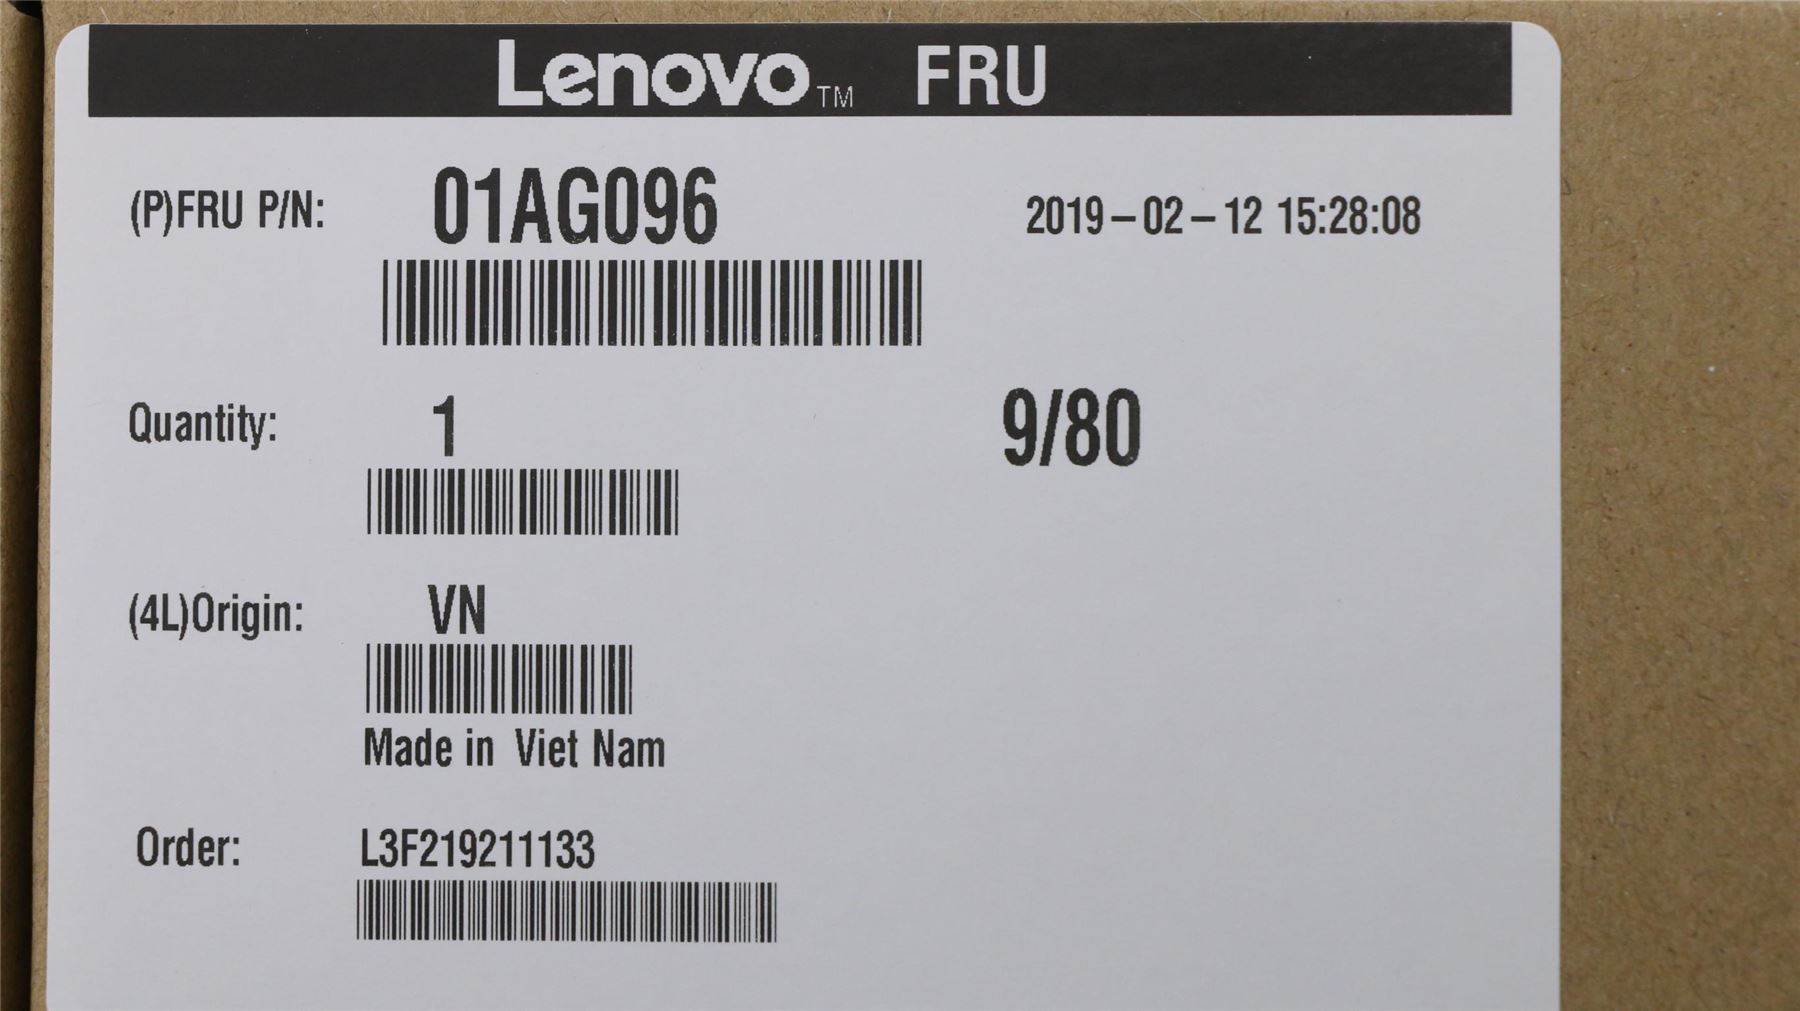 Lenovo™ FRU
(P)FRU P/N: 01AG096 2019-02-12 15:28:08
Quantity: 1 9/80
(4L)Origin: VN
Made in Viet Nam
Order: L3F219211133